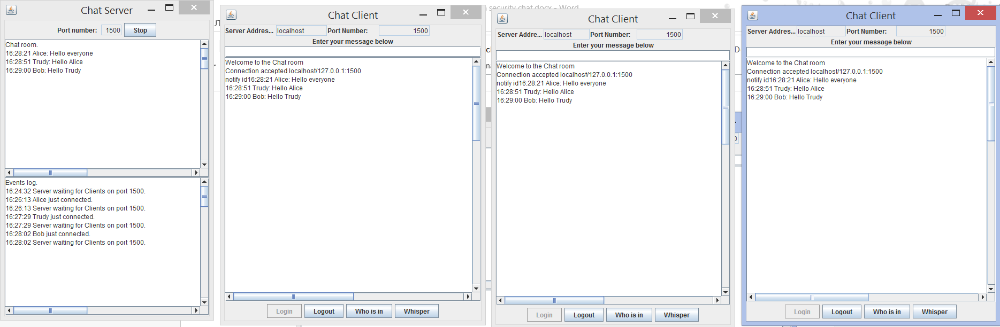 Chat Server
Port number: 1500 Stop
Chat room.
16:28:21 Alice: Hello everyone
16:28:51 Trudy: Hello Alice
16:29:00 Bob: Hello Trudy
Events log.
16:24:32 Server waiting for Clients on port 1500.
16:26:13 Alice just connected.
16:26:13 Server waiting for Clients on port 1500.
16:27:29 Trudy just connected.
16:27:29 Server waiting for Clients on port 1500.
16:28:02 Bob just connected.
16:28:02 Server waiting for Clients on port 1500.
Chat Client
Server Addres... localhost Port Number: 1500
Enter your message below
Welcome to the Chat room
Connection accepted localhost/127.0.0.1:1500
notify id16:28:21 Alice: Hello everyone
16:28:51 Trudy: Hello Alice
16:29:00 Bob: Hello Trudy
Login Logout Who is in Whisper
security chat.docx - Word
Chat Client
Server Addre... localhost Port Number: 1500
Enter your message below
Welcome to the Chat room
Connection accepted localhost/127.0.0.1:1500
notify id16:28:21 Alice: Hello everyone
16:28:51 Trudy: Hello Alice
16:29:00 Bob: Hello Trudy
Login Logout Who is in Whisper
Chat Client
Server Addres... localhost Port Number: 1500
Enter your message below
Welcome to the Chat room
Connection accepted localhost/127.0.0.1:1500
notify id16:28:21 Alice: Hello everyone
16:28:51 Trudy: Hello Alice
16:29:00 Bob: Hello Trudy
Login Logout Who is in Whisper